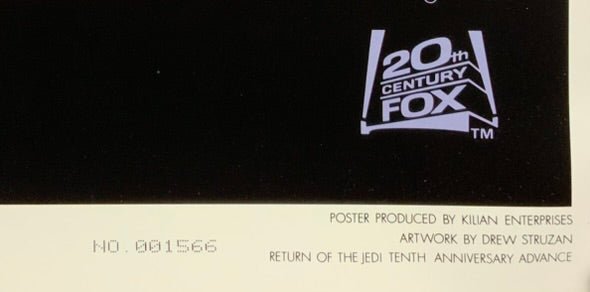 20th
CENTURY
FOX
TM
POSTER PRODUCED BY KILIAN ENTERPRISES
NO.001566
ARTWORK BY DREW STRUZAN
RETURN OF THE JEDI TENTH ANNIVERSARY ADVANCE